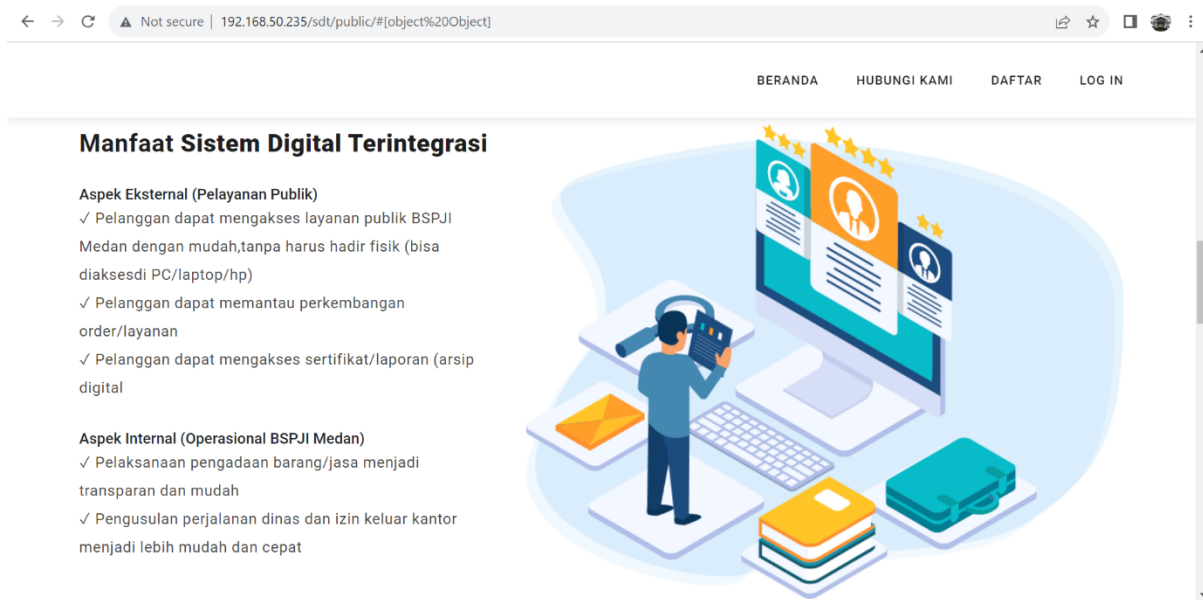 Not secure | 192.168.50.235/sdt/public/#[object%20Object]
BERANDA HUBUNGI KAMI DAFTAR LOG IN
Manfaat Sistem Digital Terintegrasi
Aspek Eksternal (Pelayanan Publik)
✓ Pelanggan dapat mengakses layanan publik BSPJI
Medan dengan mudah,tanpa harus hadir fisik (bisa
diaksesdi PC/laptop/hp)
✓ Pelanggan dapat memantau perkembangan
order/layanan
✓ Pelanggan dapat mengakses sertifikat/laporan (arsip
digital
Aspek Internal (Operasional BSPJI Medan)
✓ Pelaksanaan pengadaan barang/jasa menjadi
transparan dan mudah
✓ Pengusulan perjalanan dinas dan izin keluar kantor
menjadi lebih mudah dan cepat